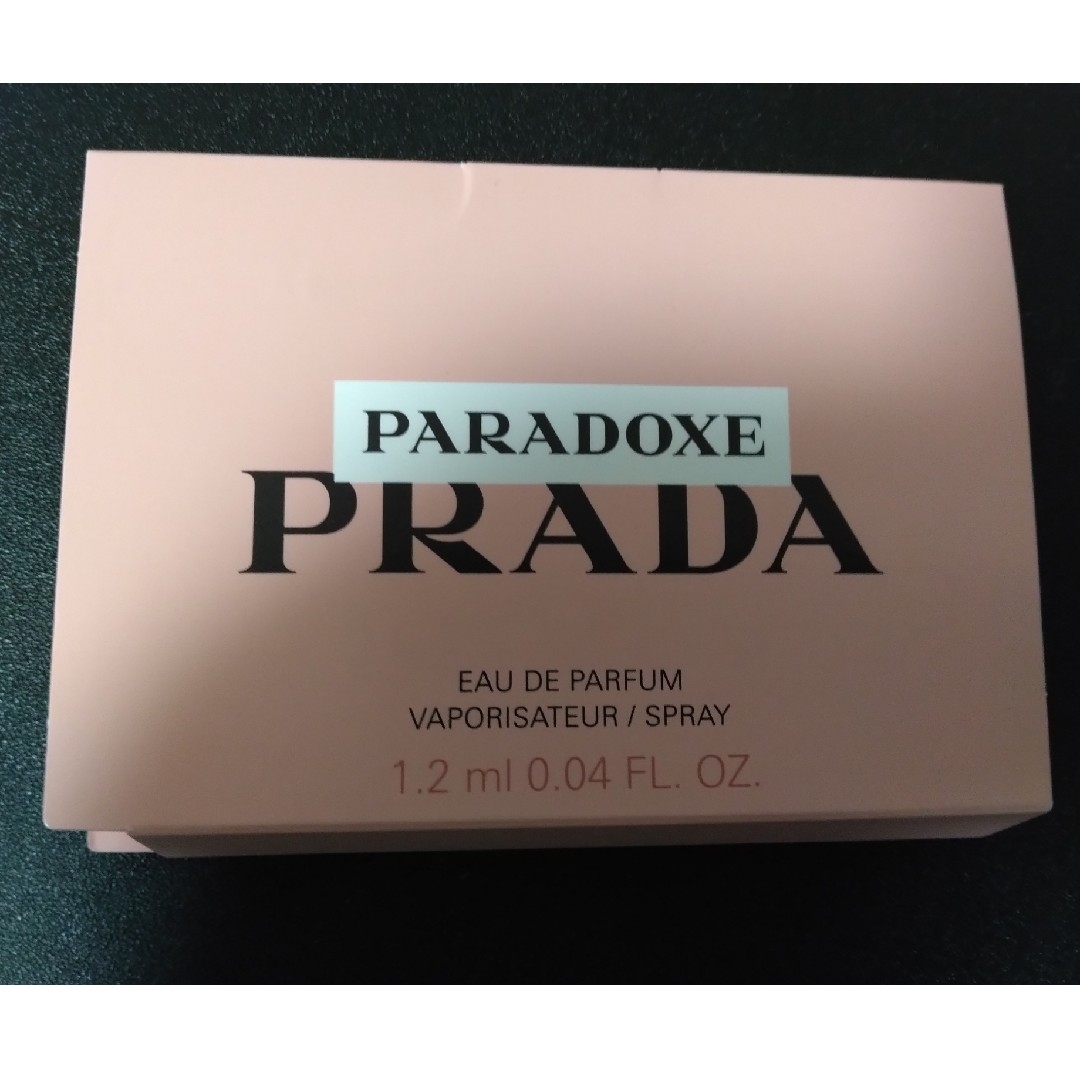 PARADOXE
PRADA
EAU DE PARFUM
VAPORISATEUR / SPRAY
1.2 ml 0.04 FL. OZ.